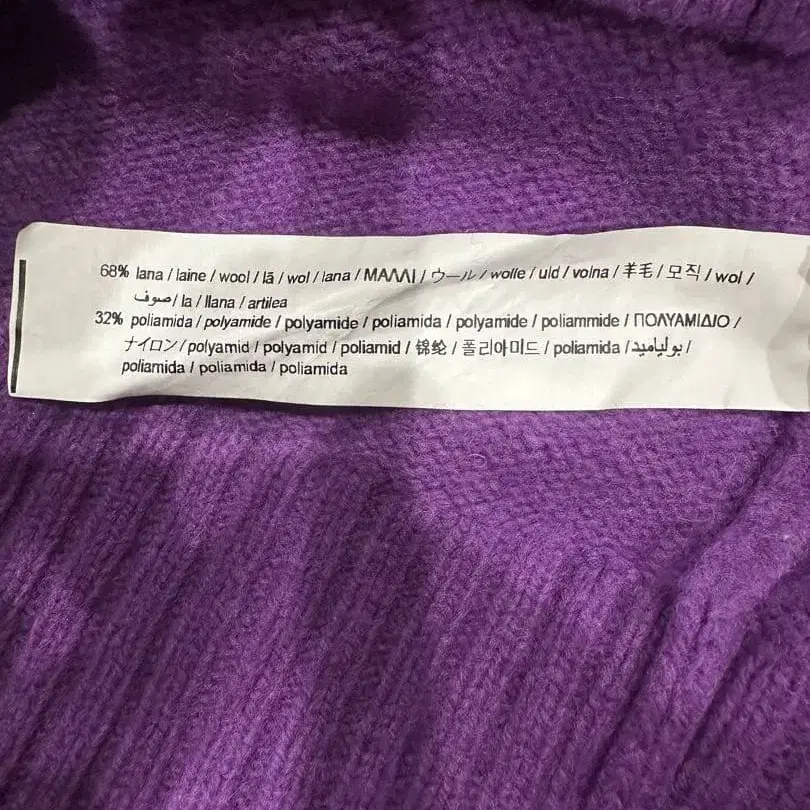 68% lana / laine / wool / lã / wol / lana / ΜΑΛΛΙ / ウール / wolle / uld / volna / 羊毛 / 모직 / wol /
صوف / la / llana / artilea
32% poliamida / polyamide / polyamide / poliamida / polyamide / poliammide / ΠΟΛΥΑΜΙΔΙΟ /
ナイロン / polyamid / polyamid / poliamid / 锦纶 / 폴리아미드 / poliamida / بولياميد /
poliamida / poliamida / poliamida